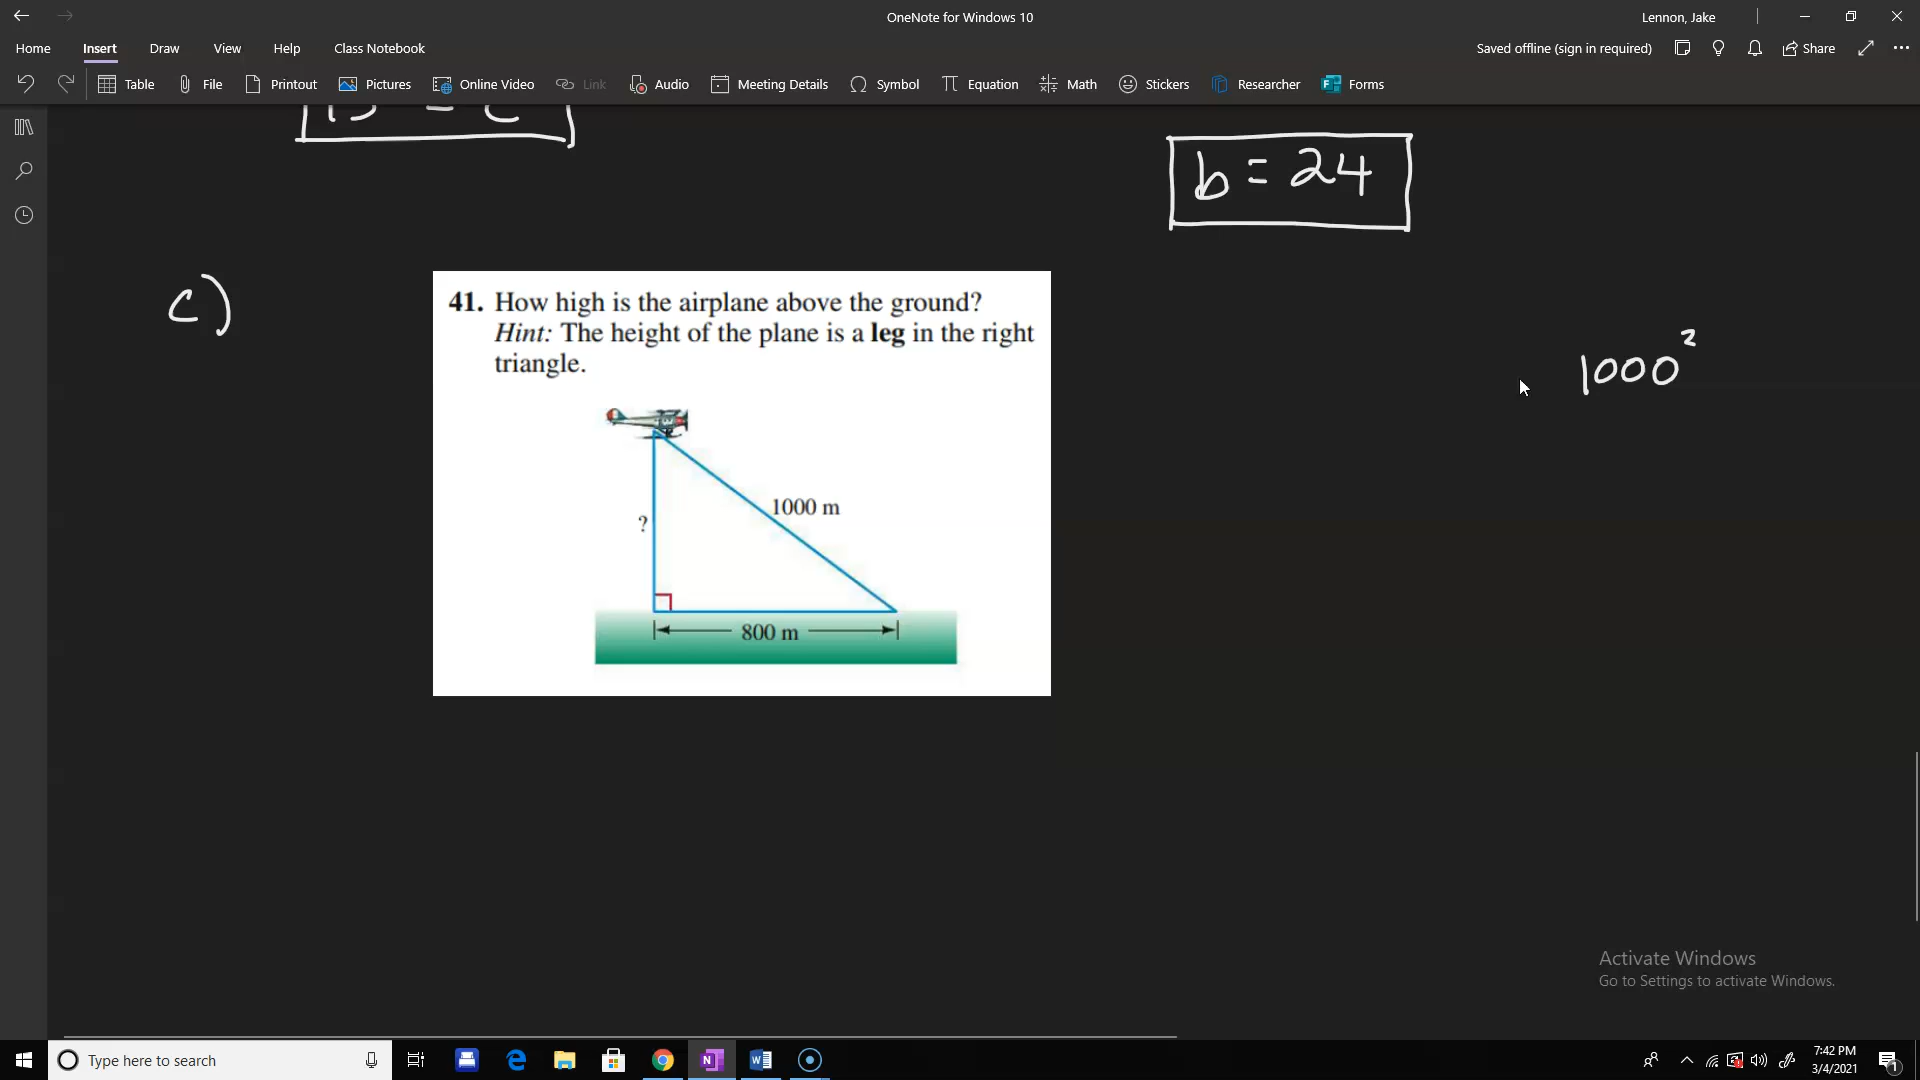 OneNote for Windows 10
Lennon, Jake
Home Insert Draw View Help Class Notebook
Saved offline (sign in required) Share
Table File Printout Pictures Online Video Link Audio Meeting Details Symbol Equation Math Stickers Researcher Forms
b = 24
c)
41. How high is the airplane above the ground?
Hint: The height of the plane is a leg in the right
triangle.
1000²
1000 m
?
800 m
Activate Windows
Go to Settings to activate Windows.
Type here to search
7:42 PM
3/4/2021
1